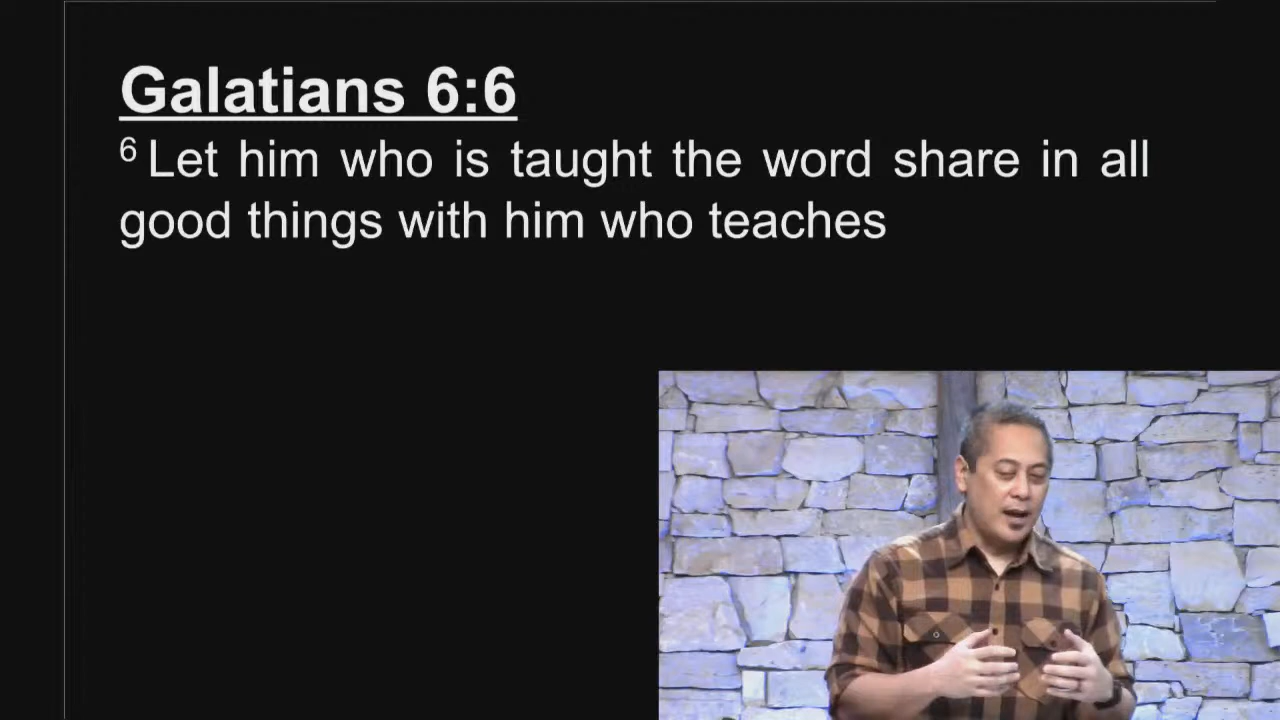 Galatians 6:6
6 Let him who is taught the word share in all
good things with him who teaches